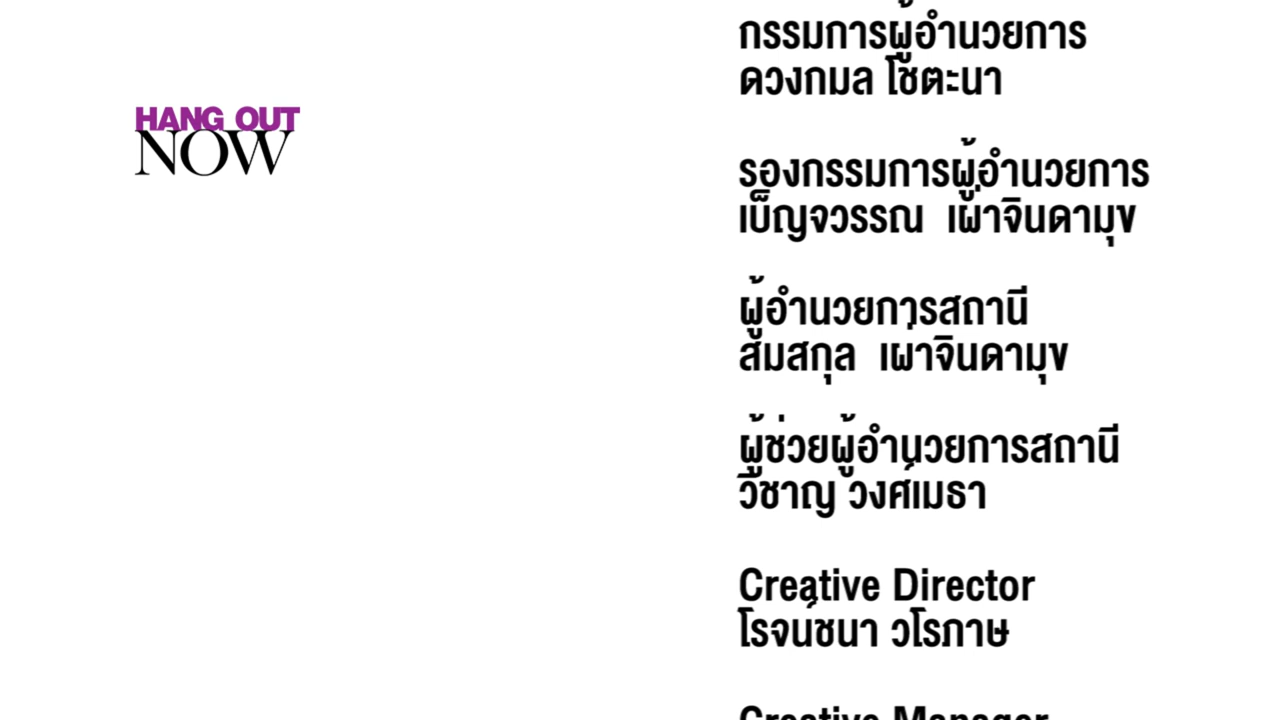 HANG OUT
NOW
กรรมการผู้อำนวยการ
ดวงกมล โชตะนา
รองกรรมการผู้อำนวยการ
เบ็ญจวรรณ เผ่าจินดามุข
ผู้อำนวยการสถานี
สมสกุล เผ่าจินดามุข
ผู้ช่วยผู้อำนวยการสถานี
วิชาญ วงศ์เมธา
Creative Director
โรจน์ชนา วโรภาษ
Creative Manager